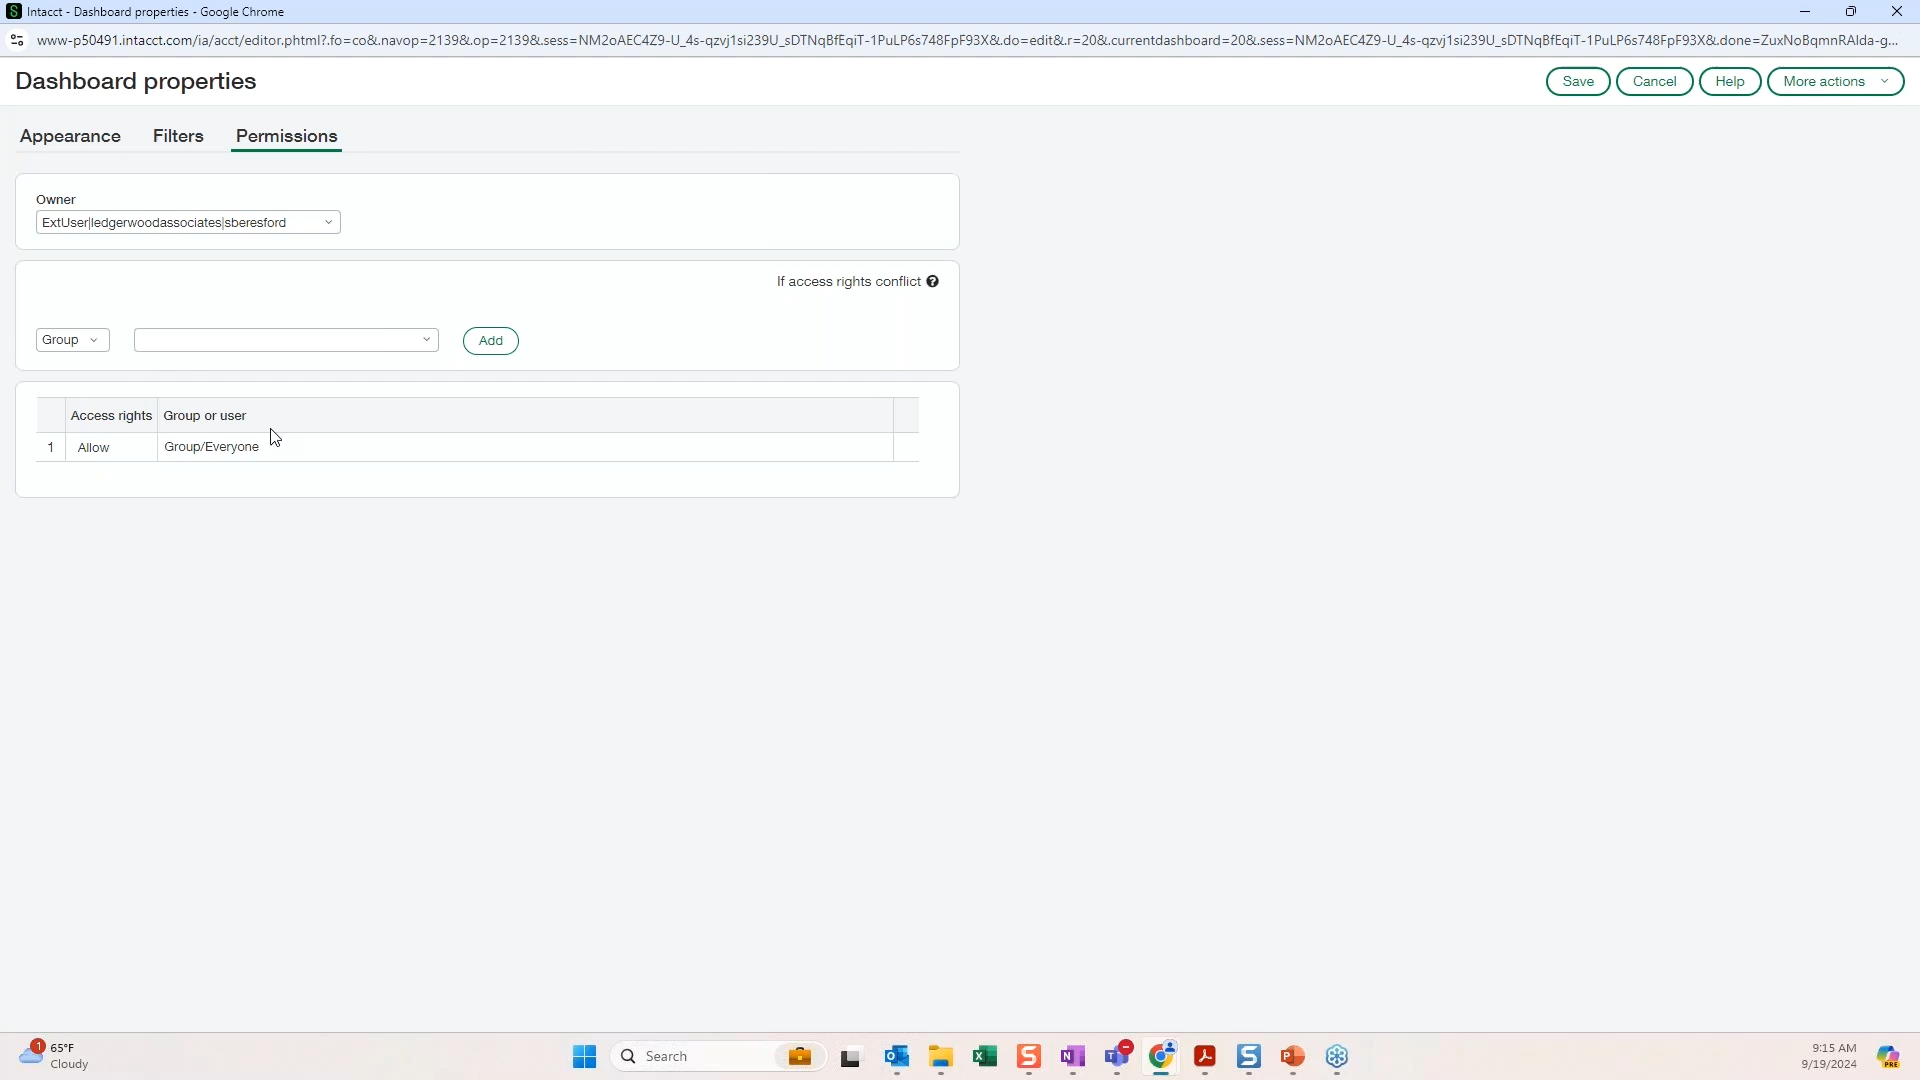 Intacct - Dashboard properties - Google Chrome
www-p50491.intacct.com/ia/acct/editor.phtml?.fo=co&.navop=2139&.op=2139&.sess=NM2oAEC4Z9-U_4s-qzvj1si239U_sDTNqBfEqiT-1PuLP6s748FpF93X&.do=edit&.r=20&.currentdashboard=20&.sess=NM2oAEC4Z9-U_4s-qzvj1si239U_sDTNqBfEqiT-1PuLP6s748FpF93X&.done=ZuxNoBqmnRAIda-g...
Dashboard properties
Save Cancel Help More actions
Appearance Filters Permissions
Owner
ExtUser|ledgerwoodassociates|sberesford
If access rights conflict ?
Group Add
Access rights Group or user
1 Allow Group/Everyone
1 65°F
Cloudy
Search
9:15 AM
9/19/2024
PRE